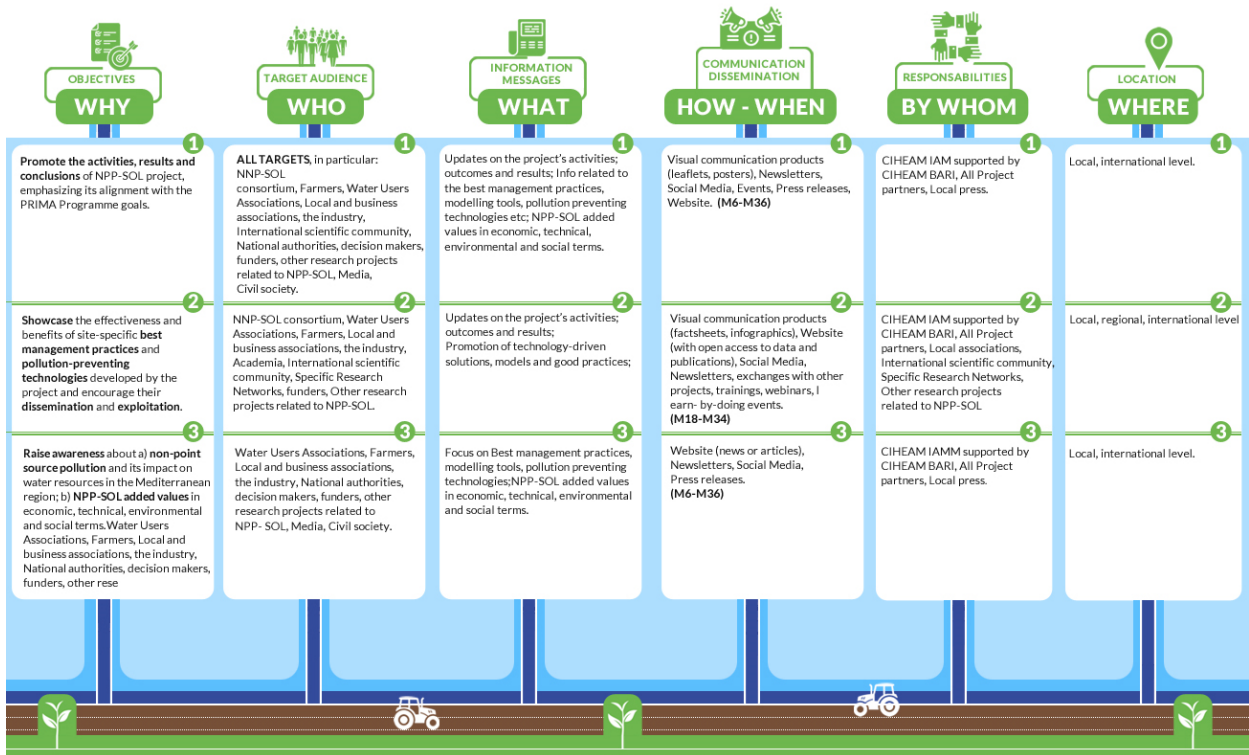 OBJECTIVES
WHY
TARGET AUDIENCE
WHO
INFORMATION
MESSAGES
WHAT
COMMUNICATION
DISSEMINATION
HOW - WHEN
RESPONSABILITIES
BY WHOM
LOCATION
WHERE
1
Promote the activities, results and
conclusions of NPP-SOL project,
emphasizing its alignment with the
PRIMA Programme goals.
1
ALL TARGETS, in particular:
NNP-SOL
consortium, Farmers, Water Users
Associations, Local and business
associations, the industry,
International scientific community,
National authorities, decision makers,
funders, other research projects
related to NPP-SOL, Media,
Civil society.
1
Updates on the project's activities;
outcomes and results; Info related to
the best management practices,
modelling tools, pollution preventing
technologies etc; NPP-SOL added
values in economic, technical,
environmental and social terms.
1
Visual communication products
(leaflets, posters), Newsletters,
Social Media, Events, Press releases,
Website. (M6-M36)
1
CIHEAM IAM supported by
CIHEAM BARI, All Project
partners, Local press.
1
Local, international level.
2
Showcase the effectiveness and
benefits of site-specific best
management practices and
pollution-preventing
technologies developed by the
project and encourage their
dissemination and exploitation.
2
NNP-SOL consortium, Water Users
Associations, Farmers, Local and
business associations, the industry,
Academia, International scientific
community, Specific Research
Networks, funders, Other research
projects related to NPP-SOL.
2
Updates on the project's activities;
outcomes and results;
Promotion of technology-driven
solutions, models and good practices;
2
Visual communication products
(factsheets, infographics), Website
(with open access to data and
publications), Social Media,
Newsletters, exchanges with other
projects, trainings, webinars, l
earn- by-doing events.
(M18-M34)
2
CIHEAM IAM supported by
CIHEAM BARI, All Project
partners, Local associations,
International scientific community,
Specific Research Networks,
Other research projects
related to NPP-SOL
2
Local, regional, international level
3
Raise awareness about a) non-point
source pollution and its impact on
water resources in the Mediterranean
region; b) NPP-SOL added values in
economic, technical, environmental
and social terms.Water Users
Associations, Farmers, Local and
business associations, the industry,
National authorities, decision makers,
funders, other rese
3
Water Users Associations, Farmers,
Local and business associations,
the industry, National authorities,
decision makers, funders, other
research projects related to
NPP- SOL, Media, Civil society.
3
Focus on Best management practices,
modelling tools, pollution preventing
technologies;NPP-SOL added values
in economic, technical, environmental
and social terms.
3
Website (news or articles),
Newsletters, Social Media,
Press releases.
(M6-M36)
3
CIHEAM IAMM supported by
CIHEAM BARI, All Project
partners, Local press.
3
Local, international level.